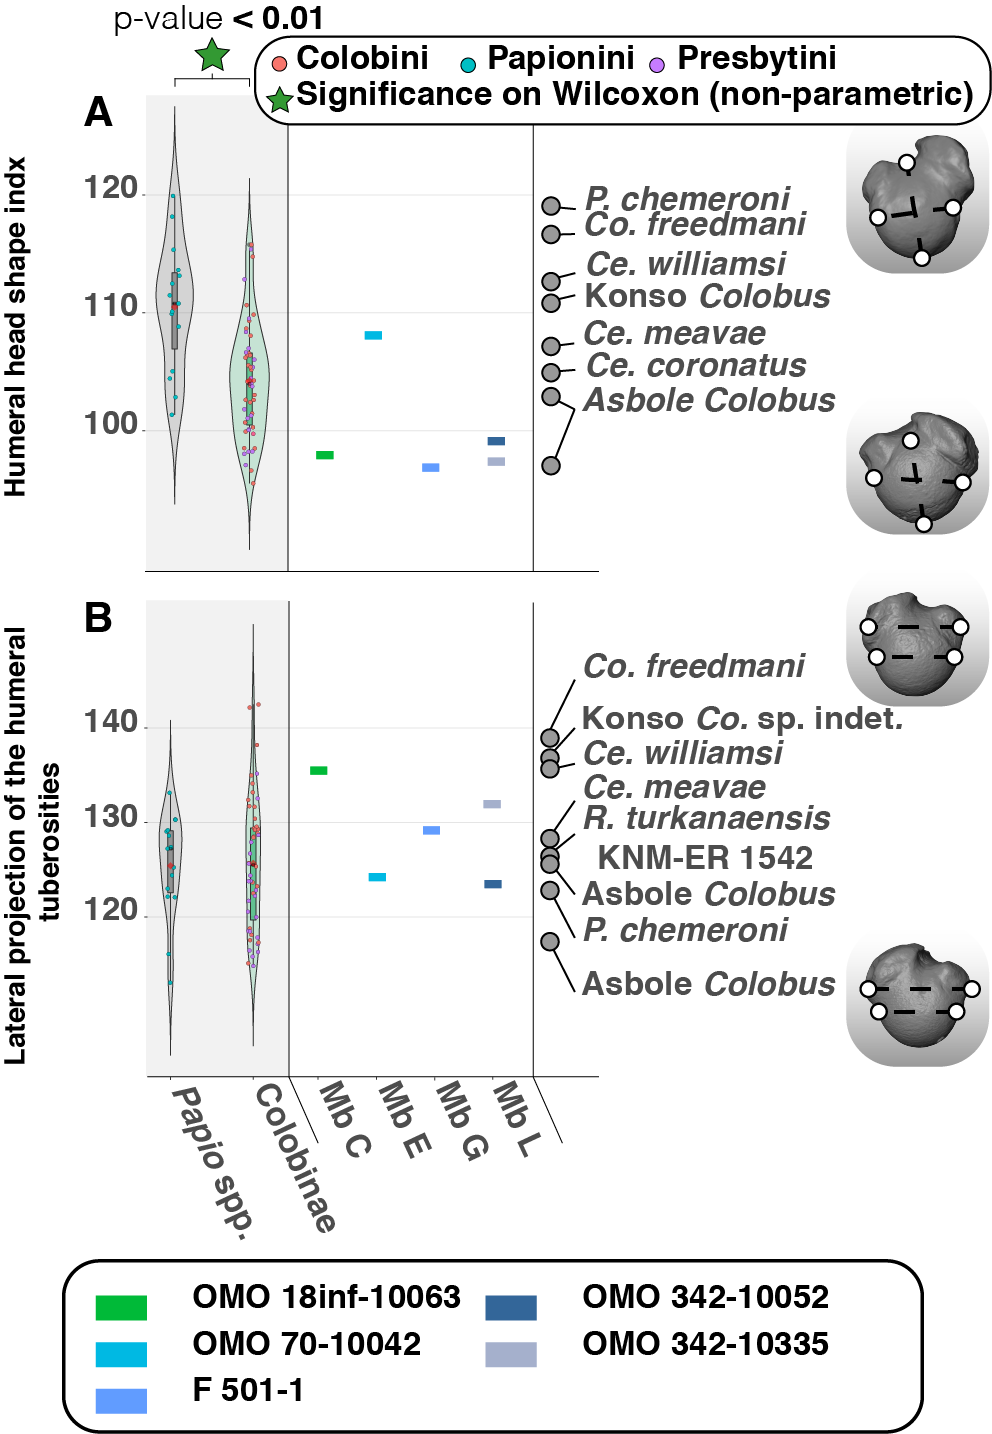 p-value < 0.01
Colobini Papionini Presbytini
Significance on Wilcoxon (non-parametric)
A
Humeral head shape indx
120
110
100
P. chemeroni
Co. freedmani
Ce. williamsi
Konso Colobus
Ce. meavae
Ce. coronatus
Asbole Colobus
B
Lateral projection of the humeral
tuberosities
140
130
120
Co. freedmani
Konso Co. sp. indet.
Ce. williamsi
Ce. meavae
R. turkanaensis
KNM-ER 1542
Asbole Colobus
P. chemeroni
Asbole Colobus
Papio spp.
Colobinae
Mb C
Mb E
Mb G
Mb L
OMO 18inf-10063
OMO 70-10042
F 501-1
OMO 342-10052
OMO 342-10335